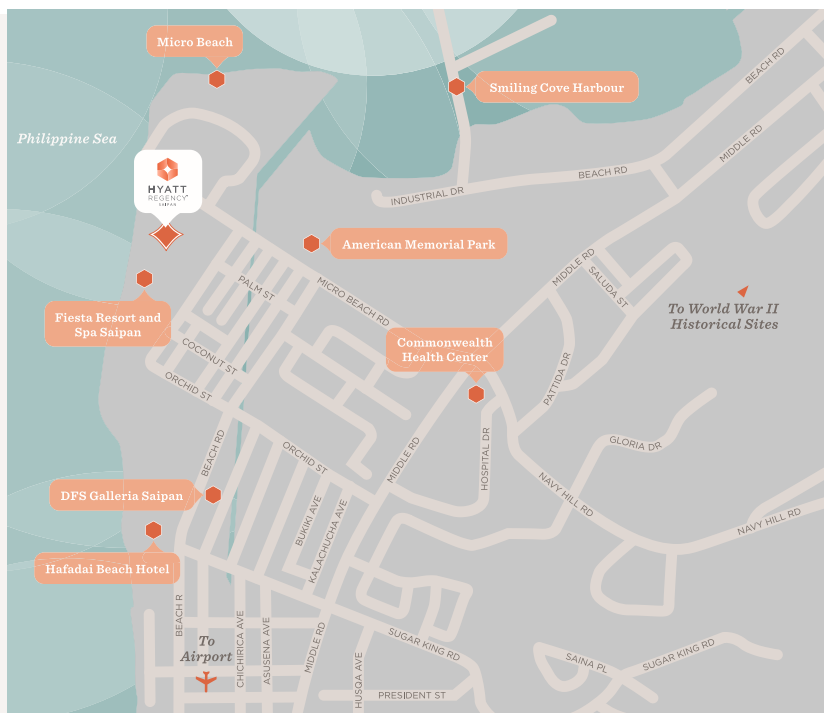 Micro Beach
Smiling Cove Harbour
BEACH RD
MIDDLE RD
Philippine Sea
HYATT
REGENCY
SAIPAN
BEACH RD
INDUSTRIAL DR
American Memorial Park
MIDDLE RD
SALUDA ST
PALM ST
MICRO BEACH RD
To World War II
Historical Sites
Fiesta Resort and
Spa Saipan
COCONUT ST
Commonwealth
Health Center
ORCHID ST
PATTIDA DR
BEACH RD
ORCHID ST
MIDDLE RD
HOSPITAL DR
GLORIA DR
DFS Galleria Saipan
BUKIKI AVE
KALACHUCHA AVE
NAVY HILL RD
NAVY HILL RD
Hafadai Beach Hotel
BEACH R
To
Airport
CHICHIRICA AVE
ASUSENA AVE
MIDDLE RD
HUSQA AVE
SUGAR KING RD
SAINA PL
SUGAR KING RD
PRESIDENT ST